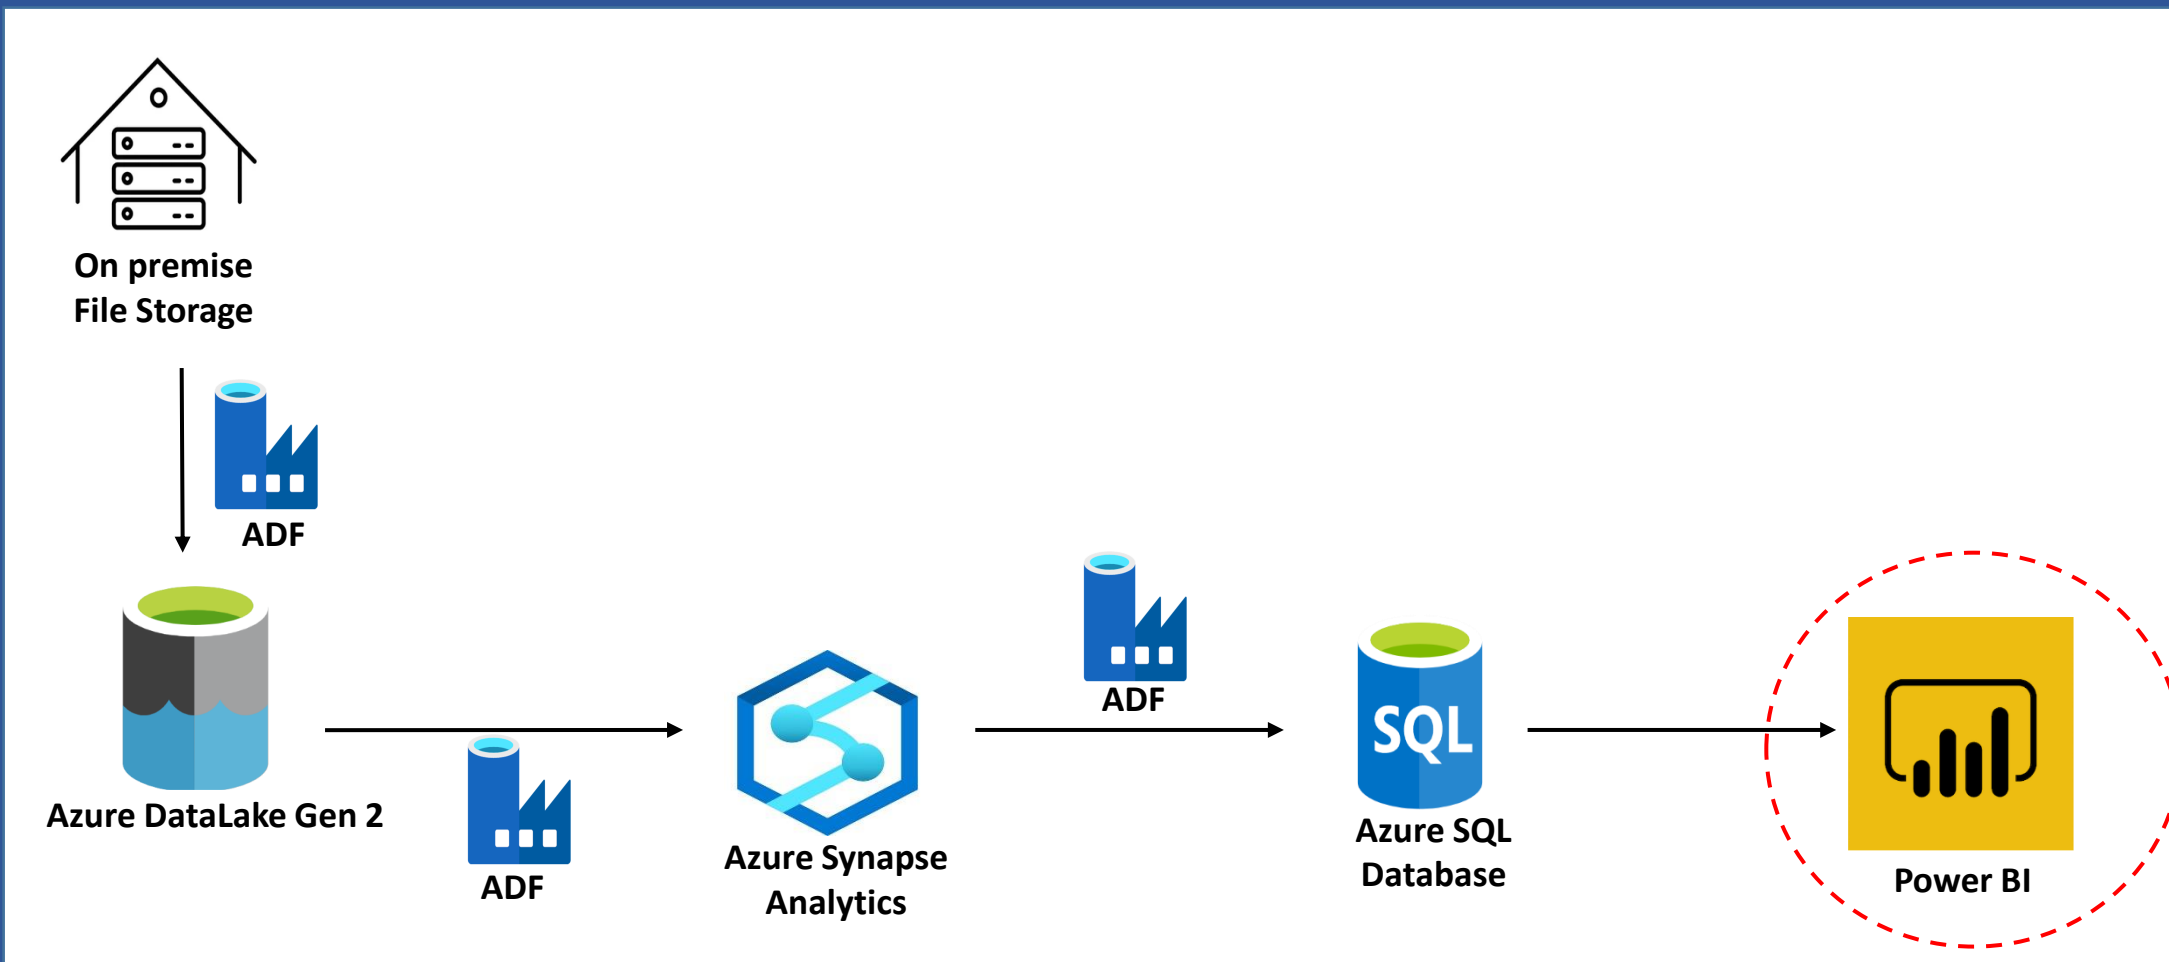 On premise
File Storage
ADF
Azure DataLake Gen 2
ADF
Azure Synapse
Analytics
ADF
SQL
Azure SQL
Database
Power BI